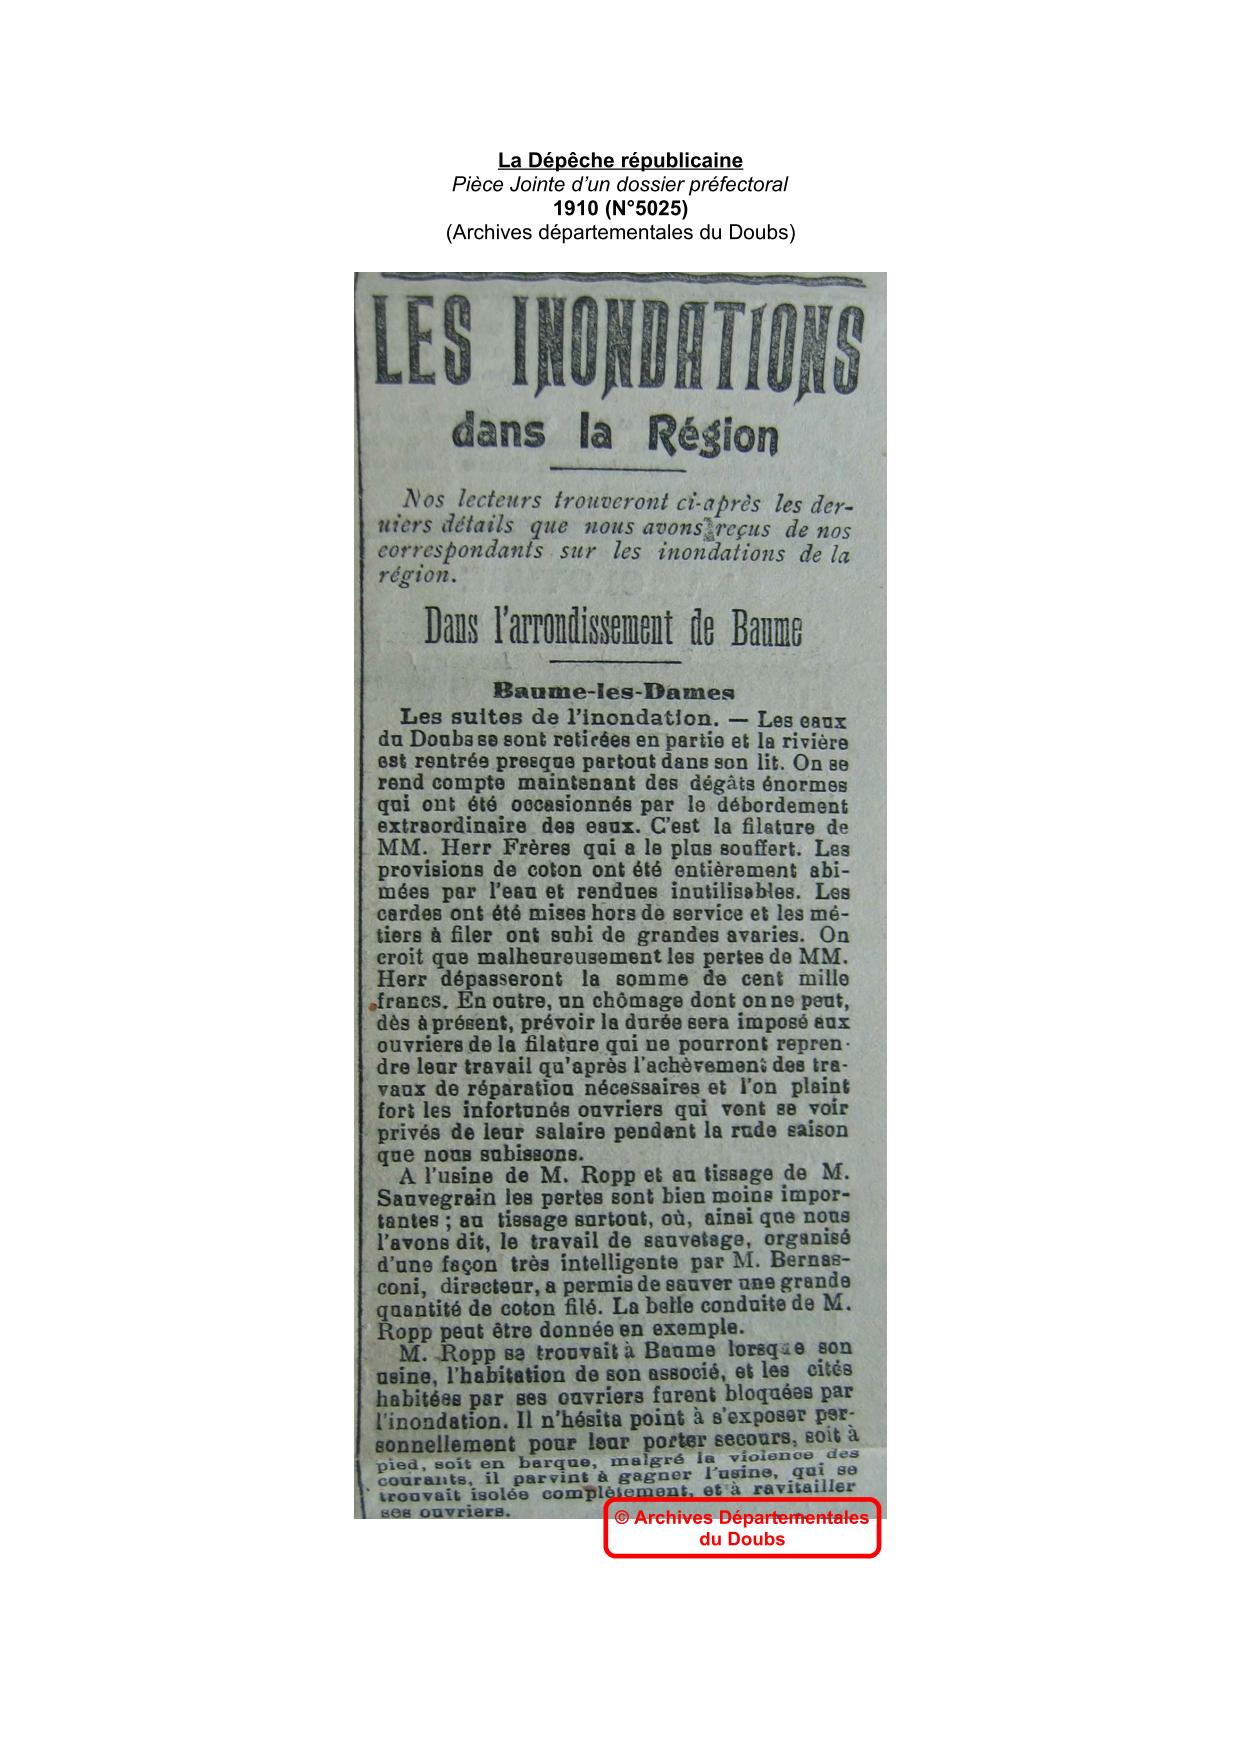 La Dépêche républicaine
Pièce Jointe d'un dossier préfectoral
1910 (N°5025)
(Archives départementales du Doubs)
LES INONDATIONS
dans la Région
Nos lecteurs trouveront ci-après les der-
niers détails que nous avons reçus de nos
correspondants sur les inondations de la
région.
Dans l'arrondissement de Baume
Baume-les-Dames
Les suites de l'inondation. — Les eaux
du Doubs se sont retirées en partie et la rivière
est rentrée presque partout dans son lit. On se
rend compte maintenant des dégâts énormes
qui ont été occasionnés par le débordement
extraordinaire des eaux. C'est la filature de
MM. Herr Frères qui a le plus souffert. Les
provisions de coton ont été entièrement abi-
mées par l'eau et rendues inutilisables. Les
cardes ont été mises hors de service et les mé-
tiers à filer ont subi de grandes avaries. On
croit que malheureusement les pertes de MM.
Herr dépasseront la somme de cent mille
francs. En outre, un chômage dont on ne peut,
dès à présent, prévoir la durée sera imposé aux
ouvriers de la filature qui ne pourront repren-
dre leur travail qu'après l'achèvement des tra-
vaux de réparation nécessaires et l'on plaint
fort les infortunés ouvriers qui vont se voir
privés de leur salaire pendant la rude saison
que nous subissons.
A l'usine de M. Ropp et au tissage de M.
Sauvegrain les pertes sont bien moins impor-
tantes ; au tissage surtout, où, ainsi que nous
l'avons dit, le travail de sauvetage, organisé
d'une façon très intelligente par M. Bernas-
coni, directeur, a permis de sauver une grande
quantité de coton filé. La belle conduite de M.
Ropp peut être donnée en exemple.
M. Ropp se trouvait à Baume lorsque son
usine, l'habitation de son associé, et les cités
habitées par ses ouvriers furent bloquées par
l'inondation. Il n'hésita point à s'exposer per-
sonnellement pour leur porter secours, soit à
pied, soit en barque, malgré la violence des
courants, il parvint à gagner l'usine, qui se
trouvait isolée complètement, et à ravitailler
ses ouvriers.
© Archives Départementales
du Doubs